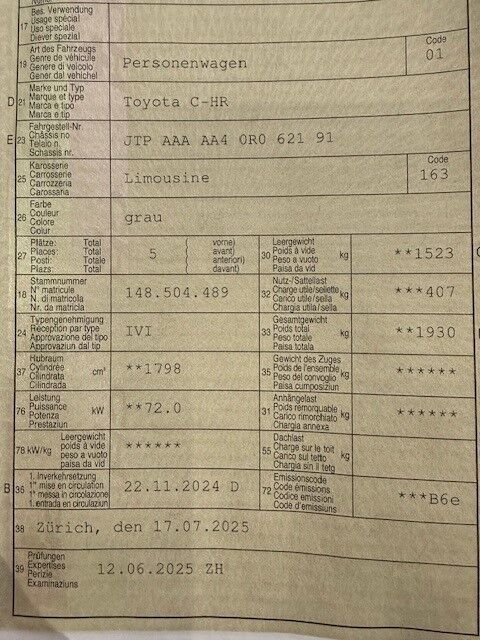 17 Bes. Verwendung
Usage spécial
Uso speciale
Diever spezial
19 Art des Fahrzeugs
Genre de véhicule
Genere di veicolo
Gener dal vehichel
Personenwagen
Code
01
D 21 Marke und Typ
Marque et type
Marca e tipo
Marca e tip
Toyota C-HR
E 23 Fahrgestell-Nr.
Châssis no
Telaio n.
Schassis nr.
JTP AAA AA4 0R0 621 91
25 Karosserie
Carrosserie
Carrozzeria
Carossaria
Limousine
Code
163
26 Farbe
Couleur
Colore
Colur
grau
27 Plätze: Total
Places: Total
Posti: Totale
Plazs: Total
5
( vorne)
( avant)
( anteriori)
( davant)
30 Leergewicht
Poids à vide
Peso a vuoto
Paisa da vid
kg
**1523
18 Stammnummer
N° matricule
N. di matricola
Nr. da matricla
148.504.489
32 Nutz-/Sattellast
Charge utile/sellette
Carico utile/sella
Chargia utila/sella
kg
***407
24 Typengenehmigung
Réception par type
Approvazione del tipo
Approvaziun dal tip
IVI
33 Gesamtgewicht
Poids total
Peso totale
Paisa totala
kg
**1930
37 Hubraum
Cylindrée
Cilindrata
Cilindrada
cm³
**1798
35 Gewicht des Zuges
Poids de l'ensemble
Peso del convoglio
Paisa cumposiziun
kg
******
76 Leistung
Puissance
Potenza
Prestaziun
kW
**72.0
31 Anhängelast
Poids remorquable
Carico rimorchiato
Chargia annexa
kg
******
78 kW/kg
Leergewicht
poids à vide
peso a vuoto
paisa da vid
******
55 Dachlast
Charge sur le toit
Carico sul tetto
Chargia sin il tetg
kg
******
B 36 1. Inverkehrsetzung
1re mise en circulation
1a messa in circolazione
1. entrada en circulaziun
22.11.2024 D
72 Emissionscode
Code émissions
Codice emissioni
Code d'emissiuns
***B6e
38 Zürich, den 17.07.2025
39 Prüfungen
Expertises
Perizie
Examinaziuns
12.06.2025 ZH